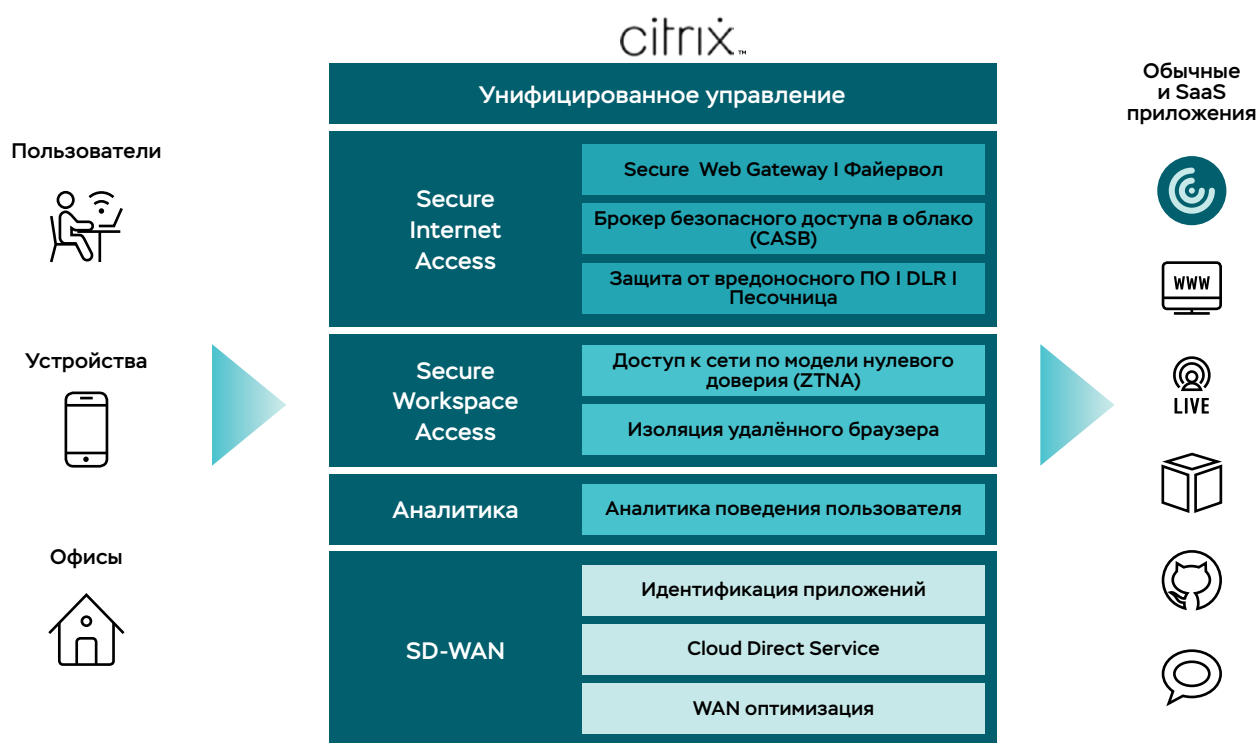 citrix™
Унифицированное управление
Обычные
и SaaS
приложения
Пользователи
Устройства
Офисы
Secure
Internet
Access
Secure Web Gateway I Файервол
Брокер безопасного доступа в облако
(CASB)
Защита от вредоносного ПО I DLR I
Песочница
Secure
Workspace
Access
Доступ к сети по модели нулевого
доверия (ZTNA)
Изоляция удалённого браузера
Аналитика
Аналитика поведения пользователя
SD-WAN
Идентификация приложений
Cloud Direct Service
WAN оптимизация
WWW
LIVE